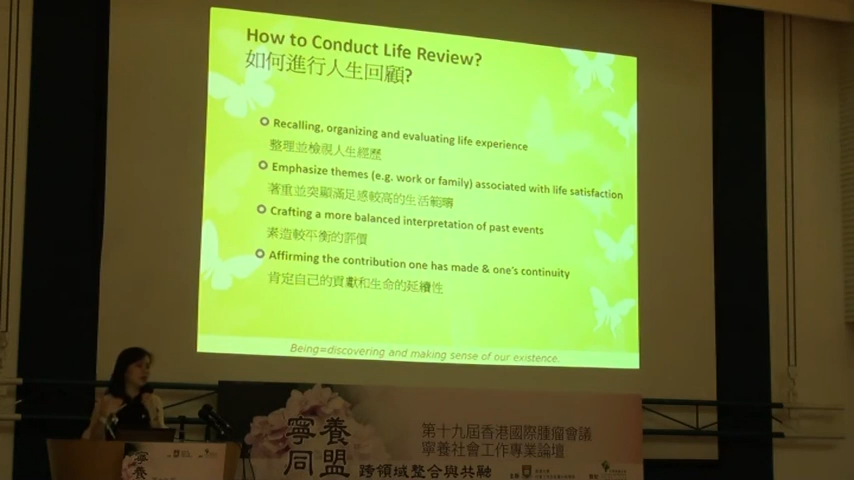 How to Conduct Life Review?
如何進行人生回顧?
Recalling, organizing and evaluating life experience
整理並檢視人生經歷
Emphasize themes (e.g. work or family) associated with life satisfaction
著重並突顯滿足感較高的生活範疇
Crafting a more balanced interpretation of past events
素造較平衡的評價
Affirming the contribution one has made & one's continuity
肯定自己的貢獻和生命的延續性
Being=discovering and making sense of our existence.
寧養
同盟
跨領域整合與共融
第十九屆香港國際腫瘤會議
寧養社會工作專業論壇
寧養